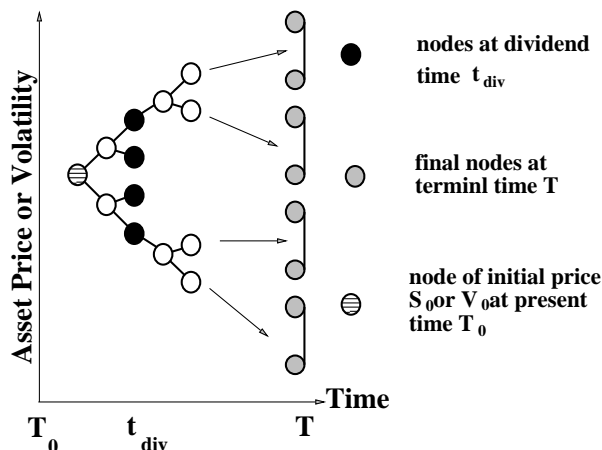 Asset Price or Volatility
nodes at dividend
time t div
final nodes at
terminl time T
node of initial price
S 0 or V 0 at present
time T 0
Time
T 0
t div
T